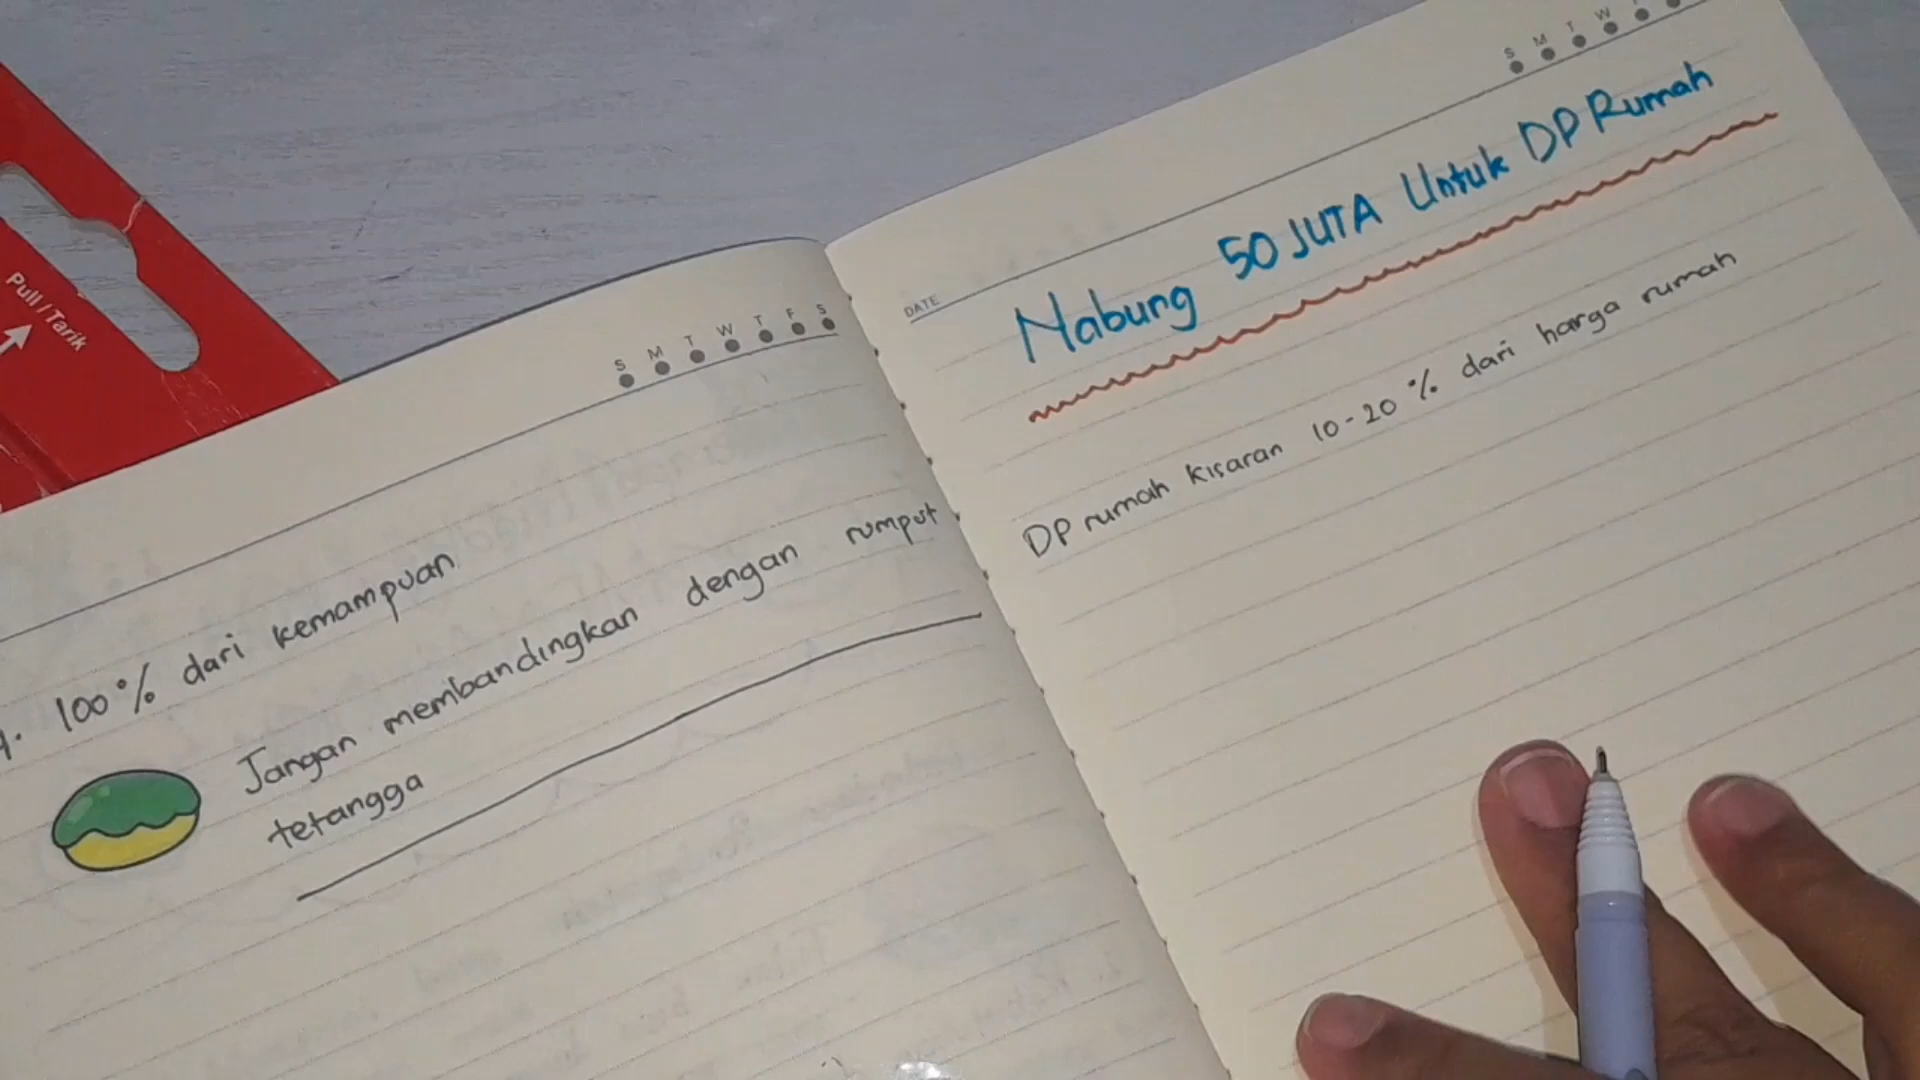 Pull / Tarik
S M T W T F S
100% dari kemampuan
Jangan membandingkan dengan rumput
tetangga
S M T W
DATE
Nabung 50 JUTA Untuk DP Rumah
DP rumah kisaran 10-20% dari harga rumah